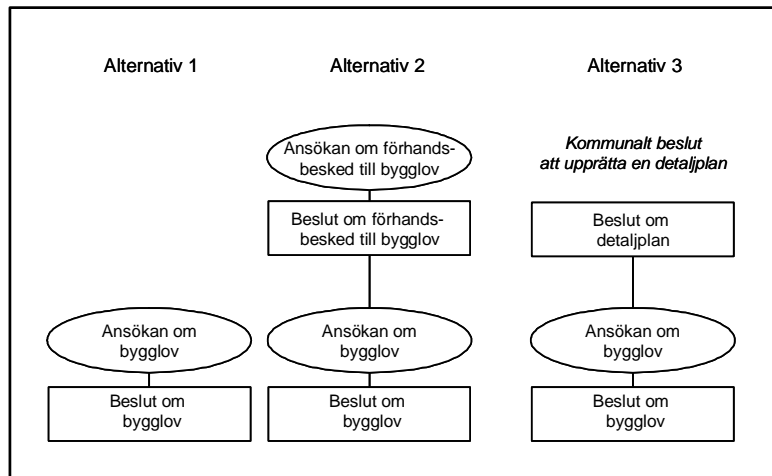 Alternativ 1
Alternativ 2
Alternativ 3
Ansökan om förhands-
besked till bygglov
Kommunalt beslut
att upprätta en detaljplan
Beslut om förhands-
besked till bygglov
Beslut om
detaljplan
Ansökan om
bygglov
Ansökan om
bygglov
Ansökan om
bygglov
Beslut om
bygglov
Beslut om
bygglov
Beslut om
bygglov